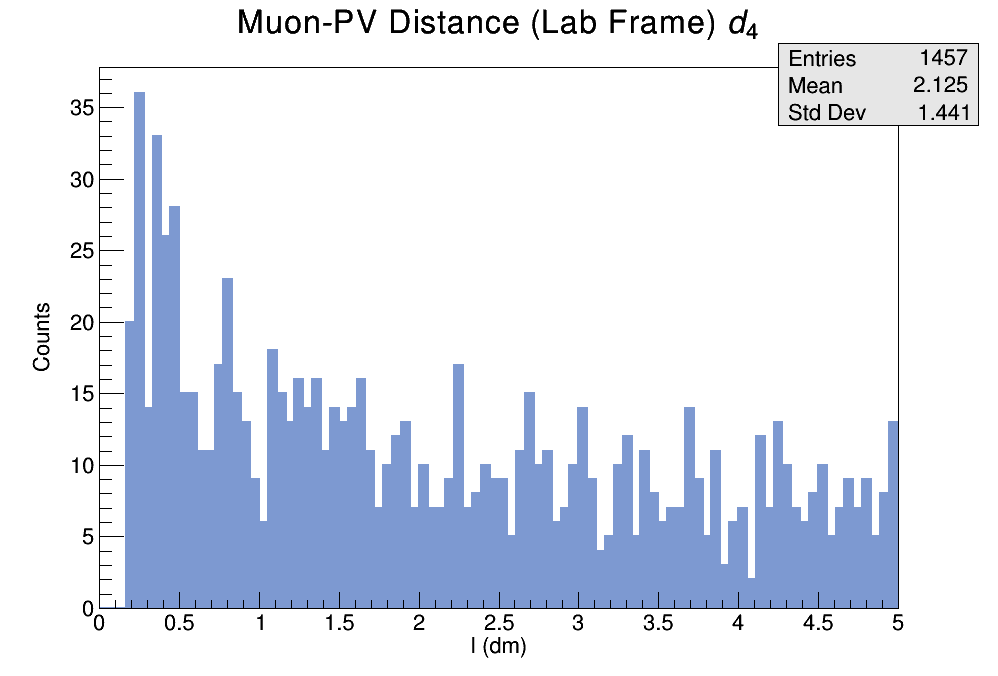 Muon-PV Distance (Lab Frame) d₄
Entries 1457
Mean 2.125
Std Dev 1.441
35
30
25
20
15
10
5
0
Counts
0 0.5 1 1.5 2 2.5 3 3.5 4 4.5 5
l (dm)